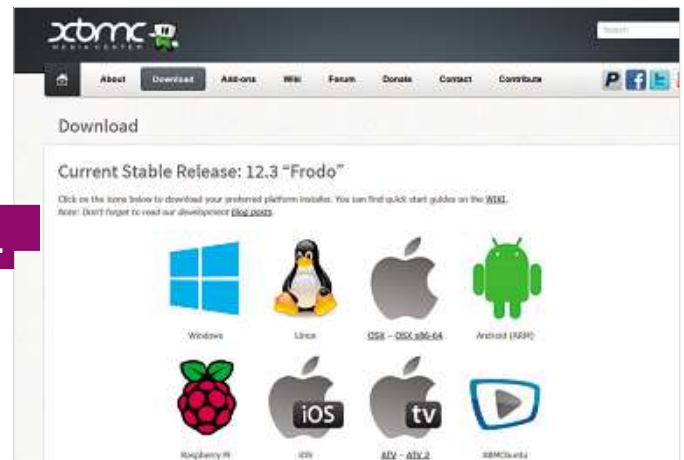 xbmc
MEDIA CENTER
Search
About Download Add-ons Wiki Forum Donate Contact Contribute
Download
Current Stable Release: 12.3 “Frodo”
Click on the icons below to download your preferred platform installer. You can find quick start guides on the WIKI.
Note: Don't forget to read our development blog posts.
Windows Linux OSX – OSX x86-64 Android (ARM)
iOS tv
Raspberry Pi iOS ATV – ATV 2 XBMCbuntu